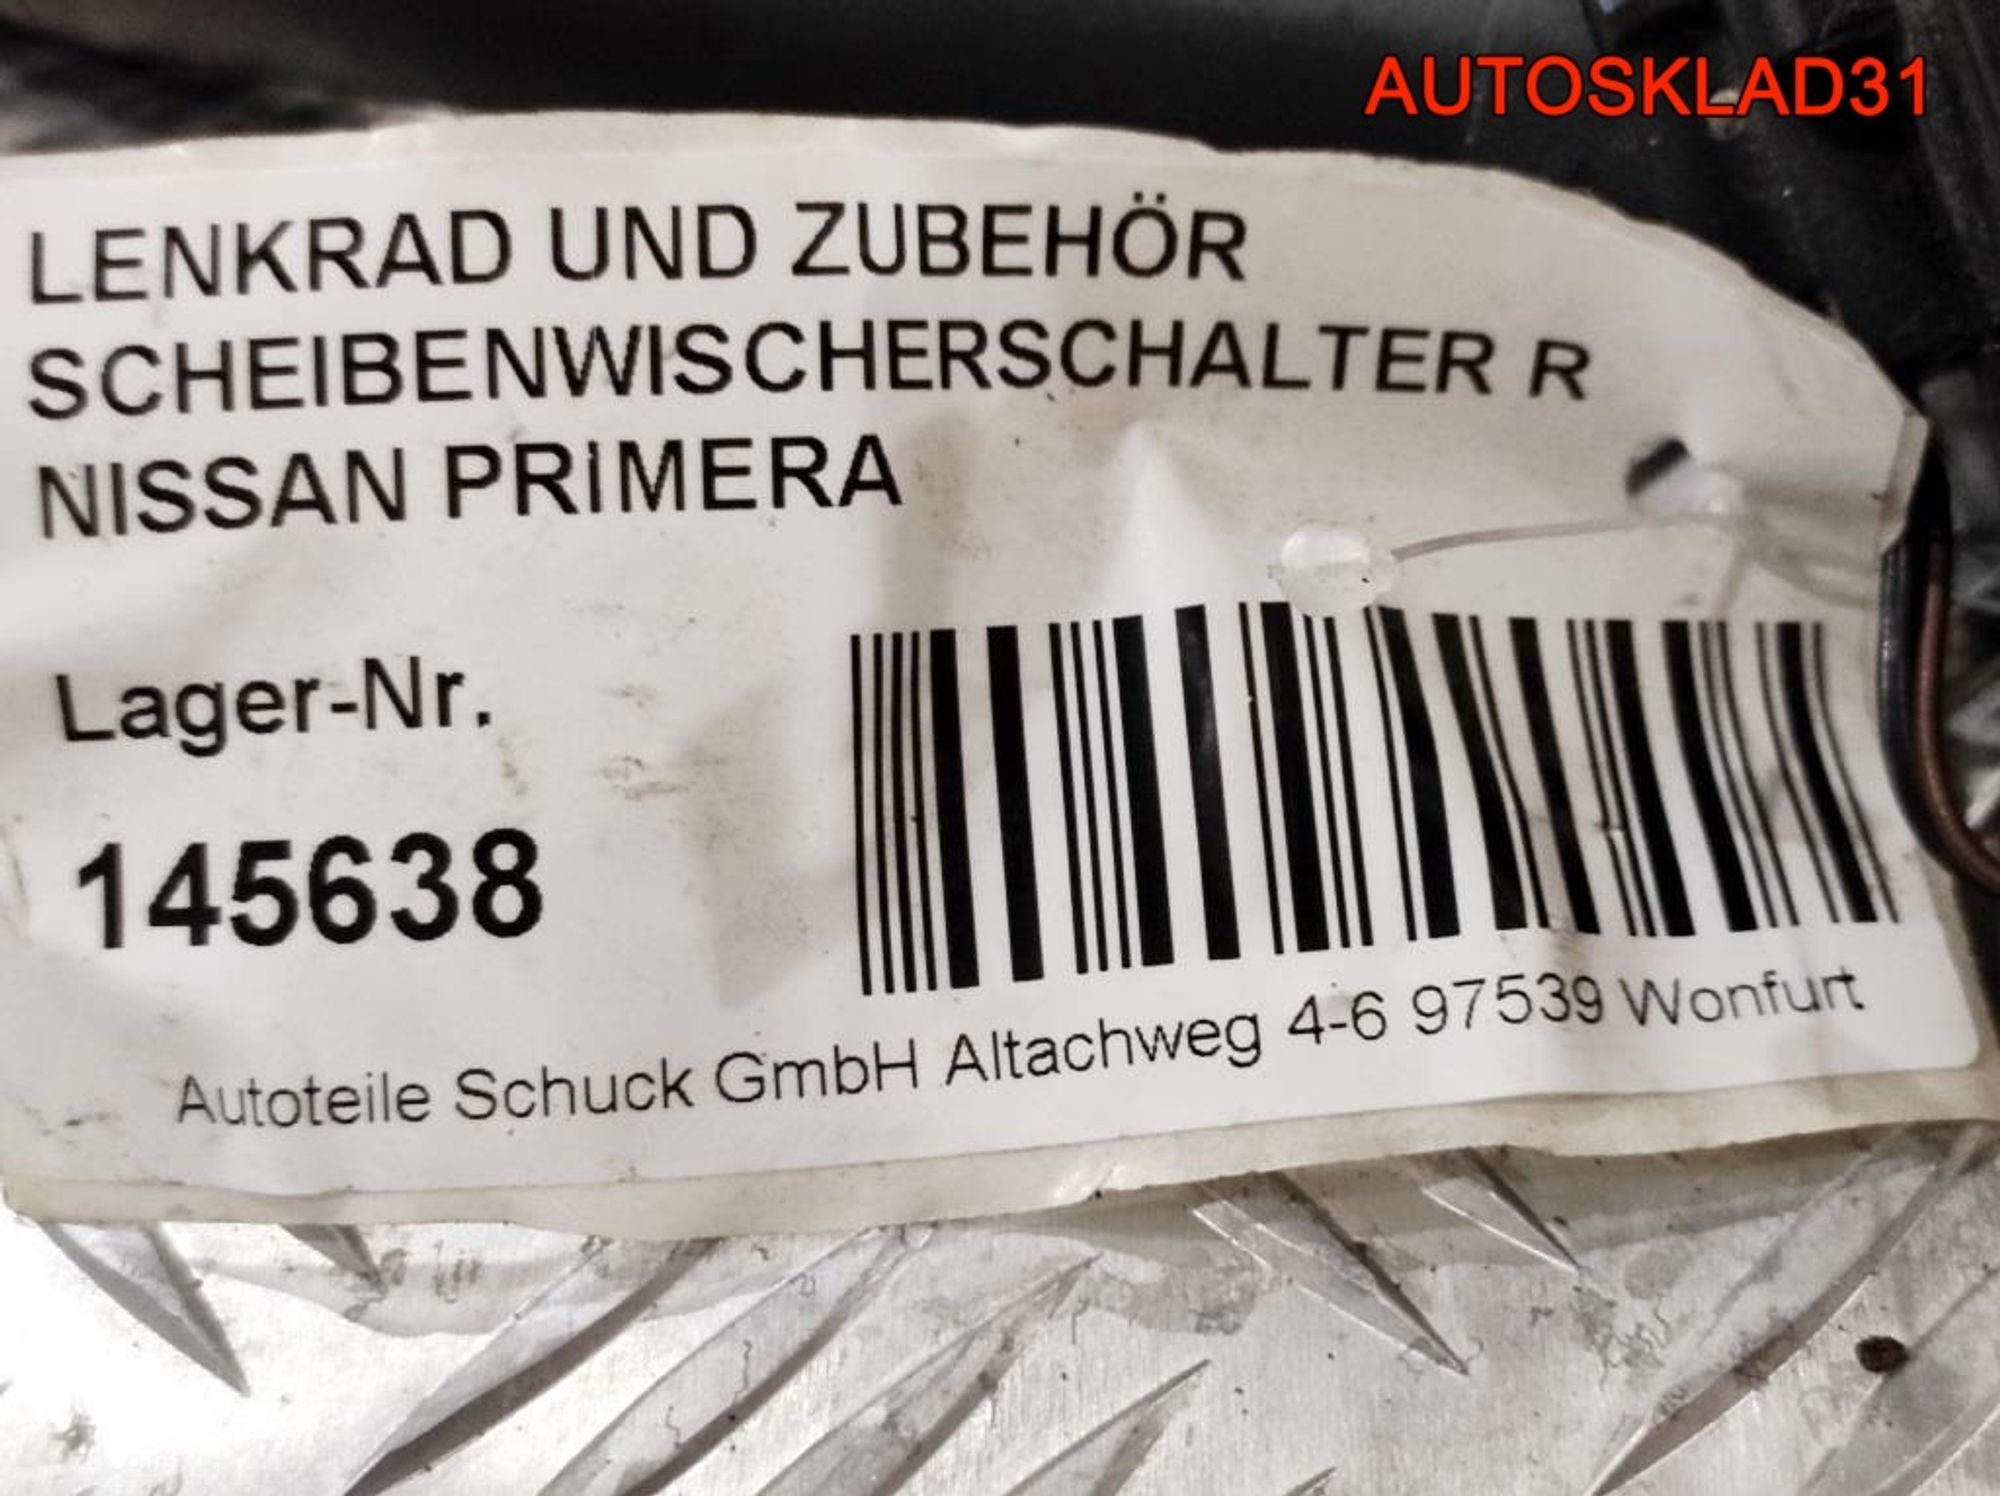 AUTOSKLAD31
LENKRAD UND ZUBEHÖR
SCHEIBENWISCHERSCHALTER R
NISSAN PRIMERA
Lager-Nr.
145638
Autoteile Schuck GmbH Altachweg 4-6 97539 Wonfurt